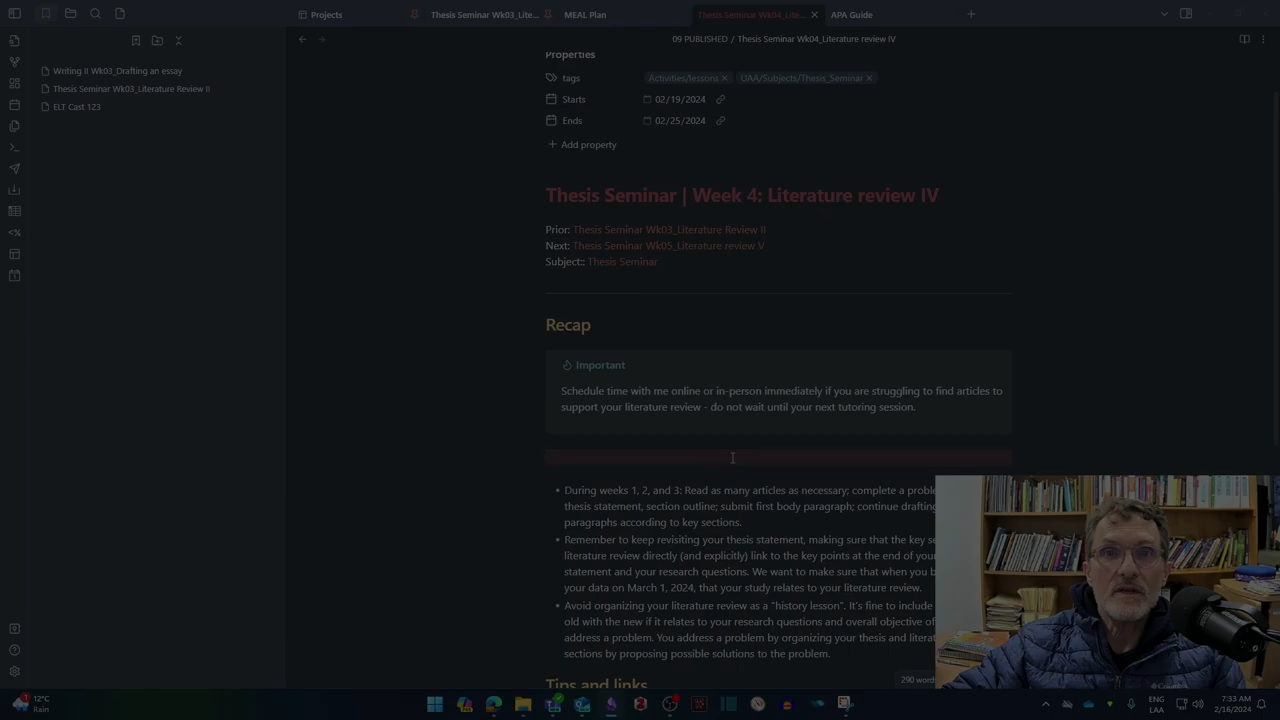 Projects
Thesis Seminar Wk03_Lite...
MEAL Plan
Thesis Seminar Wk04_Lite...
APA Guide
09 PUBLISHED / Thesis Seminar Wk04_Literature review IV
Writing II Wk03_Drafting an essay
Thesis Seminar Wk03_Literature Review II
ELT Cast 123
Properties
tags Activities/lessons UAA/Subjects/Thesis_Seminar
Starts 02/19/2024
Ends 02/25/2024
+ Add property
Thesis Seminar | Week 4: Literature review IV
Prior: Thesis Seminar Wk03_Literature Review II
Next: Thesis Seminar Wk05_Literature review V
Subject:: Thesis Seminar
Recap
Important
Schedule time with me online or in-person immediately if you are struggling to find articles to
support your literature review - do not wait until your next tutoring session.
• During weeks 1, 2, and 3: Read as many articles as necessary; complete a proble
thesis statement, section outline; submit first body paragraph; continue drafting
paragraphs according to key sections.
• Remember to keep revisiting your thesis statement, making sure that the key se
literature review directly (and explicitly) link to the key points at the end of your
statement and your research questions. We want to make sure that when you b
your data on March 1, 2024, that your study relates to your literature review.
• Avoid organizing your literature review as a "history lesson". It's fine to include
old with the new if it relates to your research questions and overall objective of
address a problem. You address a problem by organizing your thesis and literat
sections by proposing possible solutions to the problem.
Tips and links
290 word
12°C
Rain
ENG
LAA
7:33 AM
2/16/2024